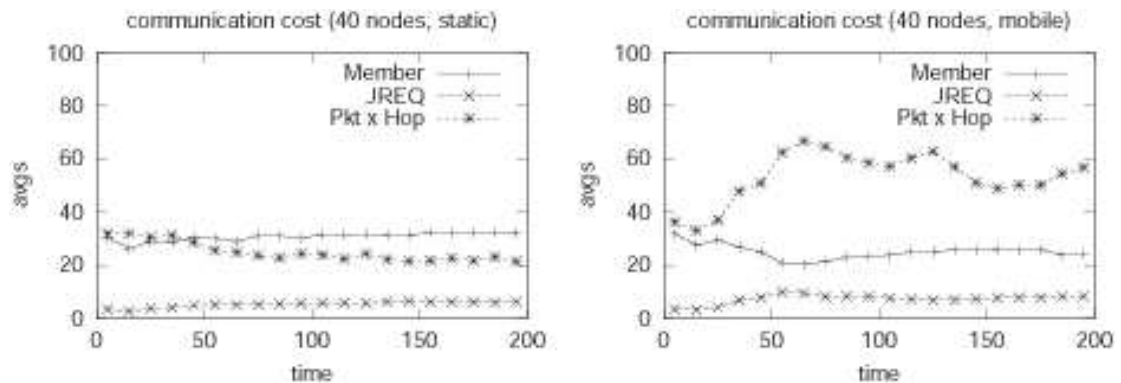 communication cost (40 nodes, static)
100
80
60
40
20
0
avgs
Member
JREQ
Pkt x Hop
0
50
100
150
200
time
communication cost (40 nodes, mobile)
100
80
60
40
20
0
avgs
Member
JREQ
Pkt x Hop
0
50
100
150
200
time